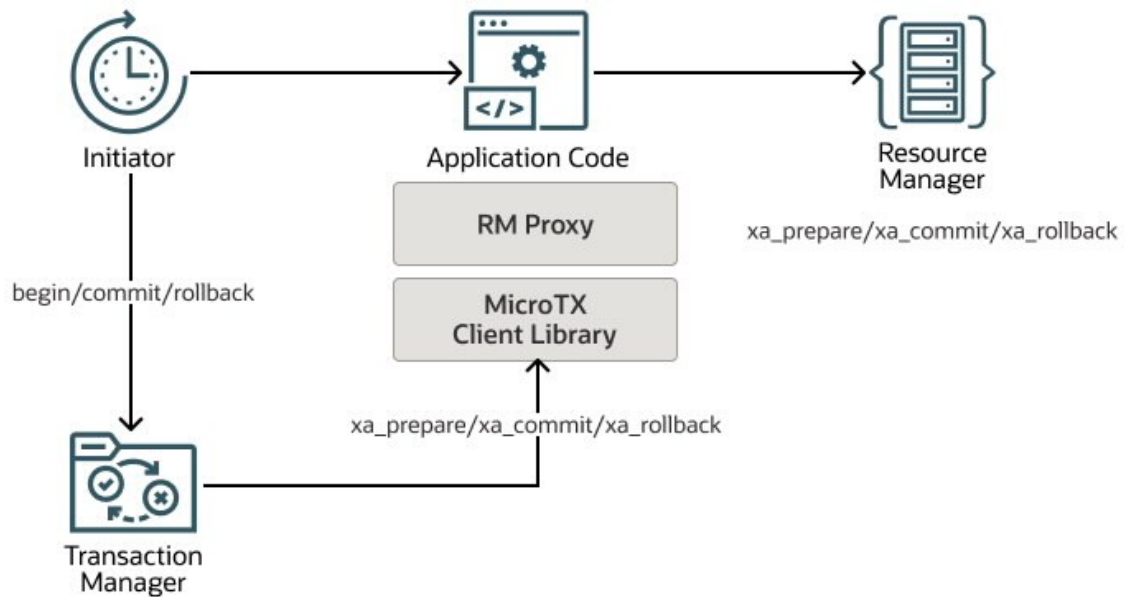 </>
Initiator
Application Code
Resource
Manager
RM Proxy
xa_prepare/xa_commit/xa_rollback
begin/commit/rollback
MicroTX
Client Library
xa_prepare/xa_commit/xa_rollback
Transaction
Manager